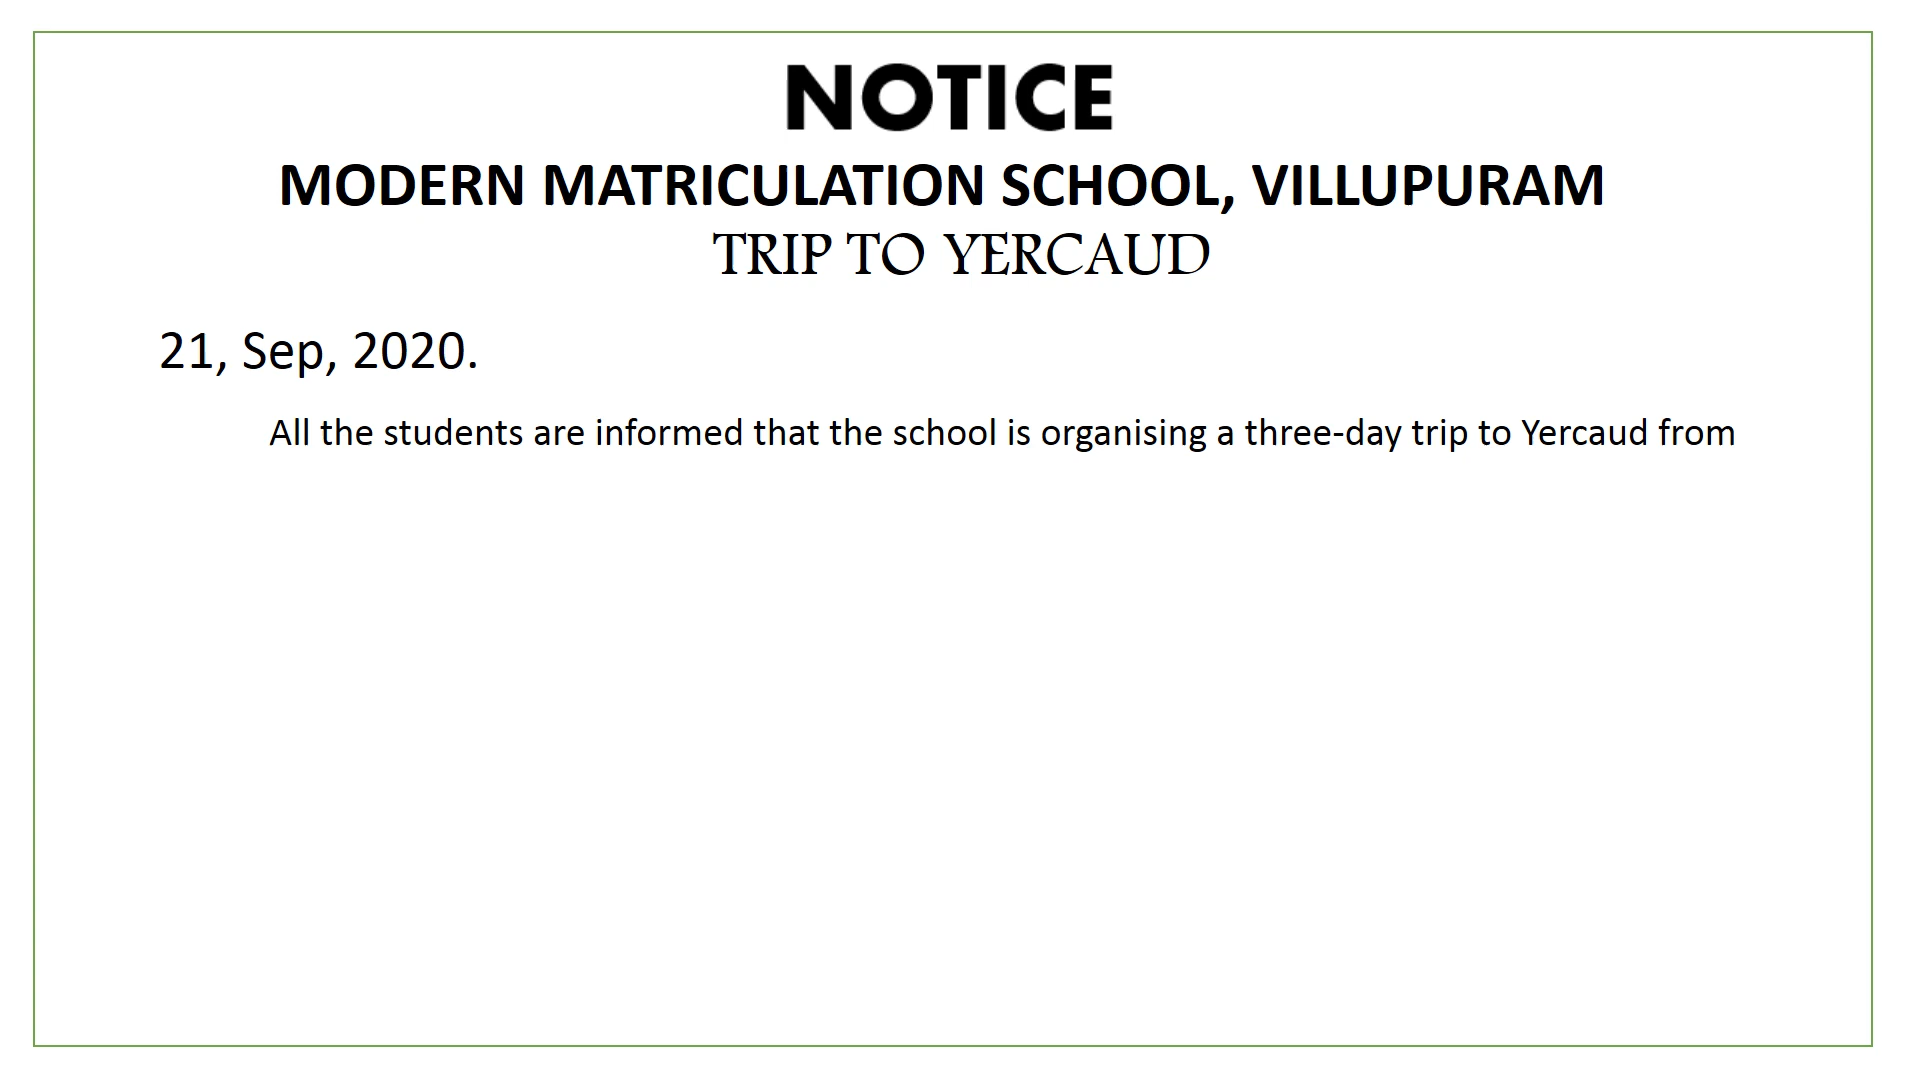 NOTICE
MODERN MATRICULATION SCHOOL, VILLUPURAM
TRIP TO YERCAUD
21, Sep, 2020.
All the students are informed that the school is organising a three-day trip to Yercaud from